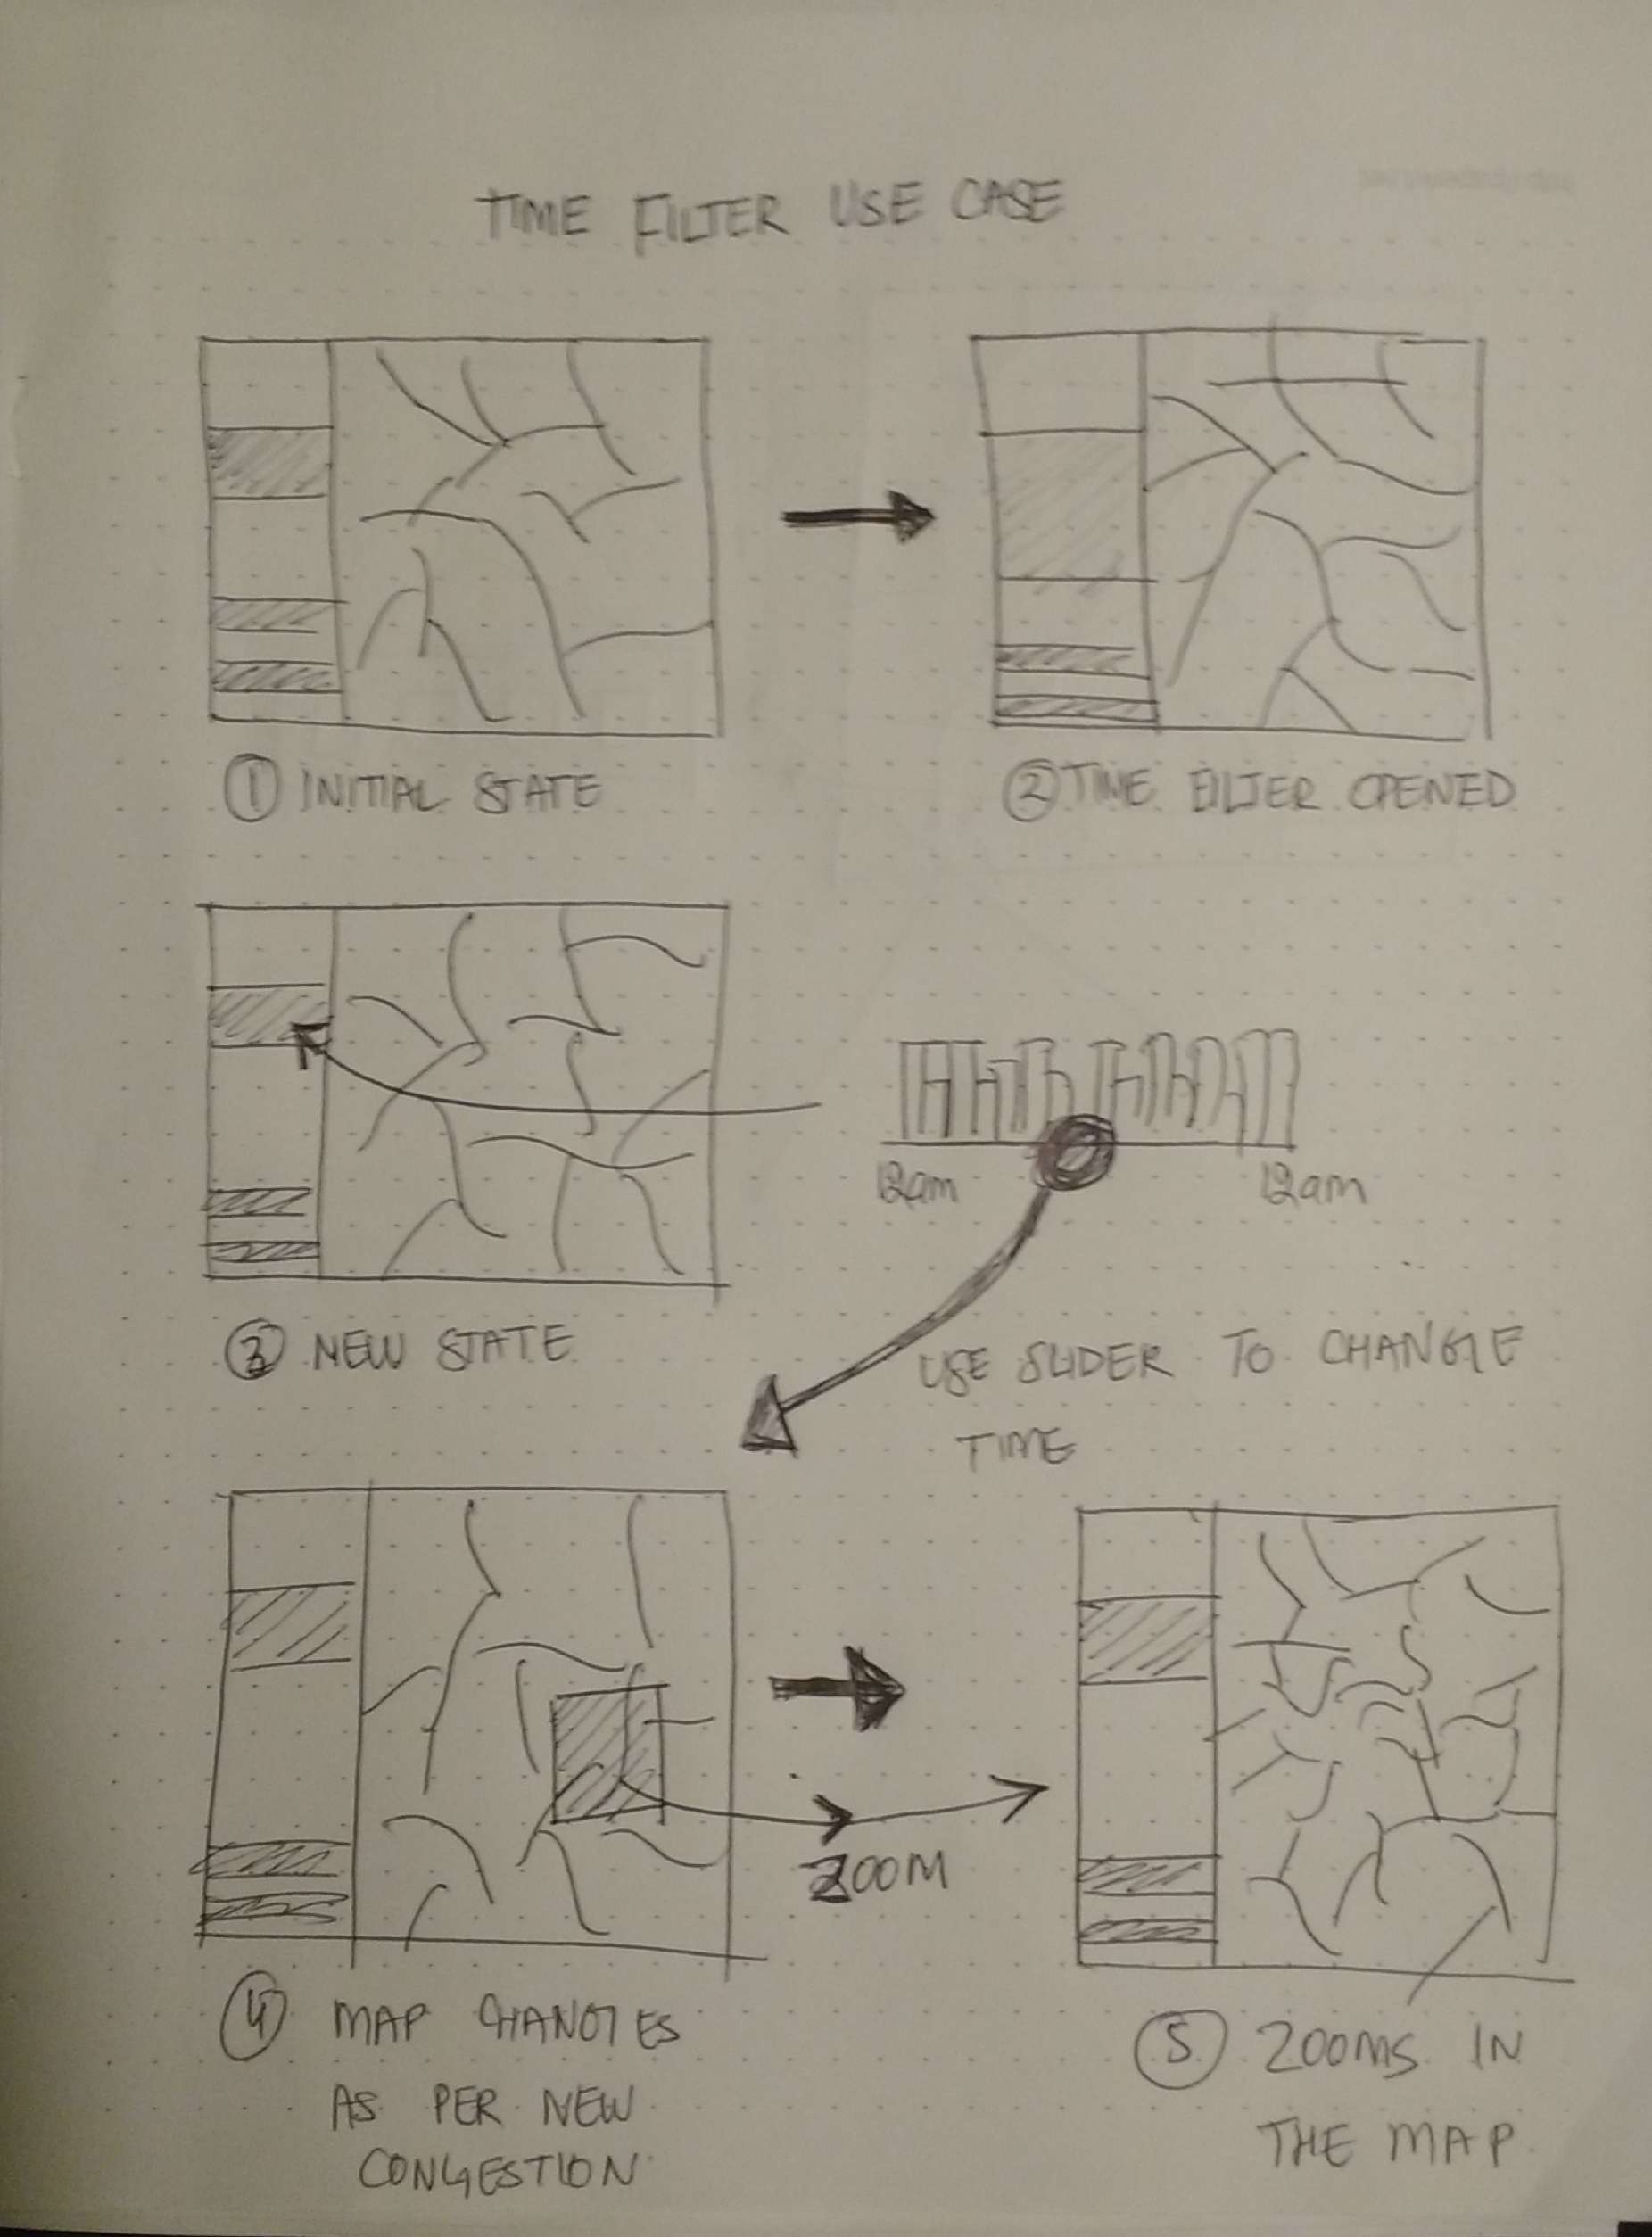 TIME FILTER USE CASE
① INITIAL STATE
② TIME FILTER OPENED
③ NEW STATE
12am
12am
USE SLIDER TO CHANGE
TIME
ZOOM
④ MAP CHANGES
AS PER NEW
CONGESTION
⑤ ZOOMS IN
THE MAP.